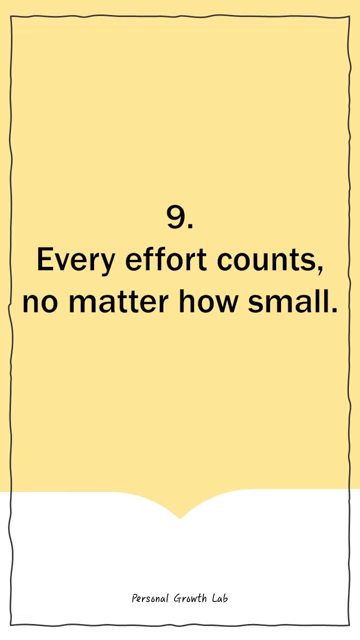 9.
Every effort counts,
no matter how small.
Personal Growth Lab